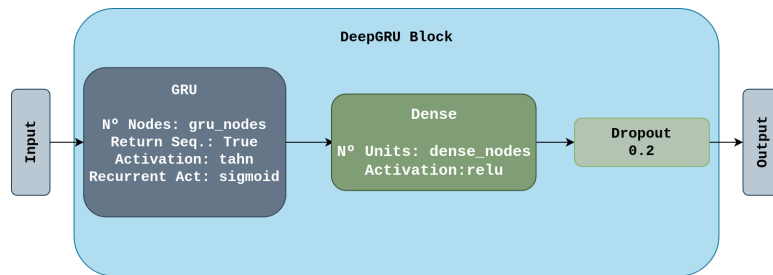 DeepGRU Block
Input
GRU
Nº Nodes: gru_nodes
Return Seq.: True
Activation: tahn
Recurrent Act: sigmoid
Dense
Nº Units: dense_nodes
Activation:relu
Dropout
0.2
Output